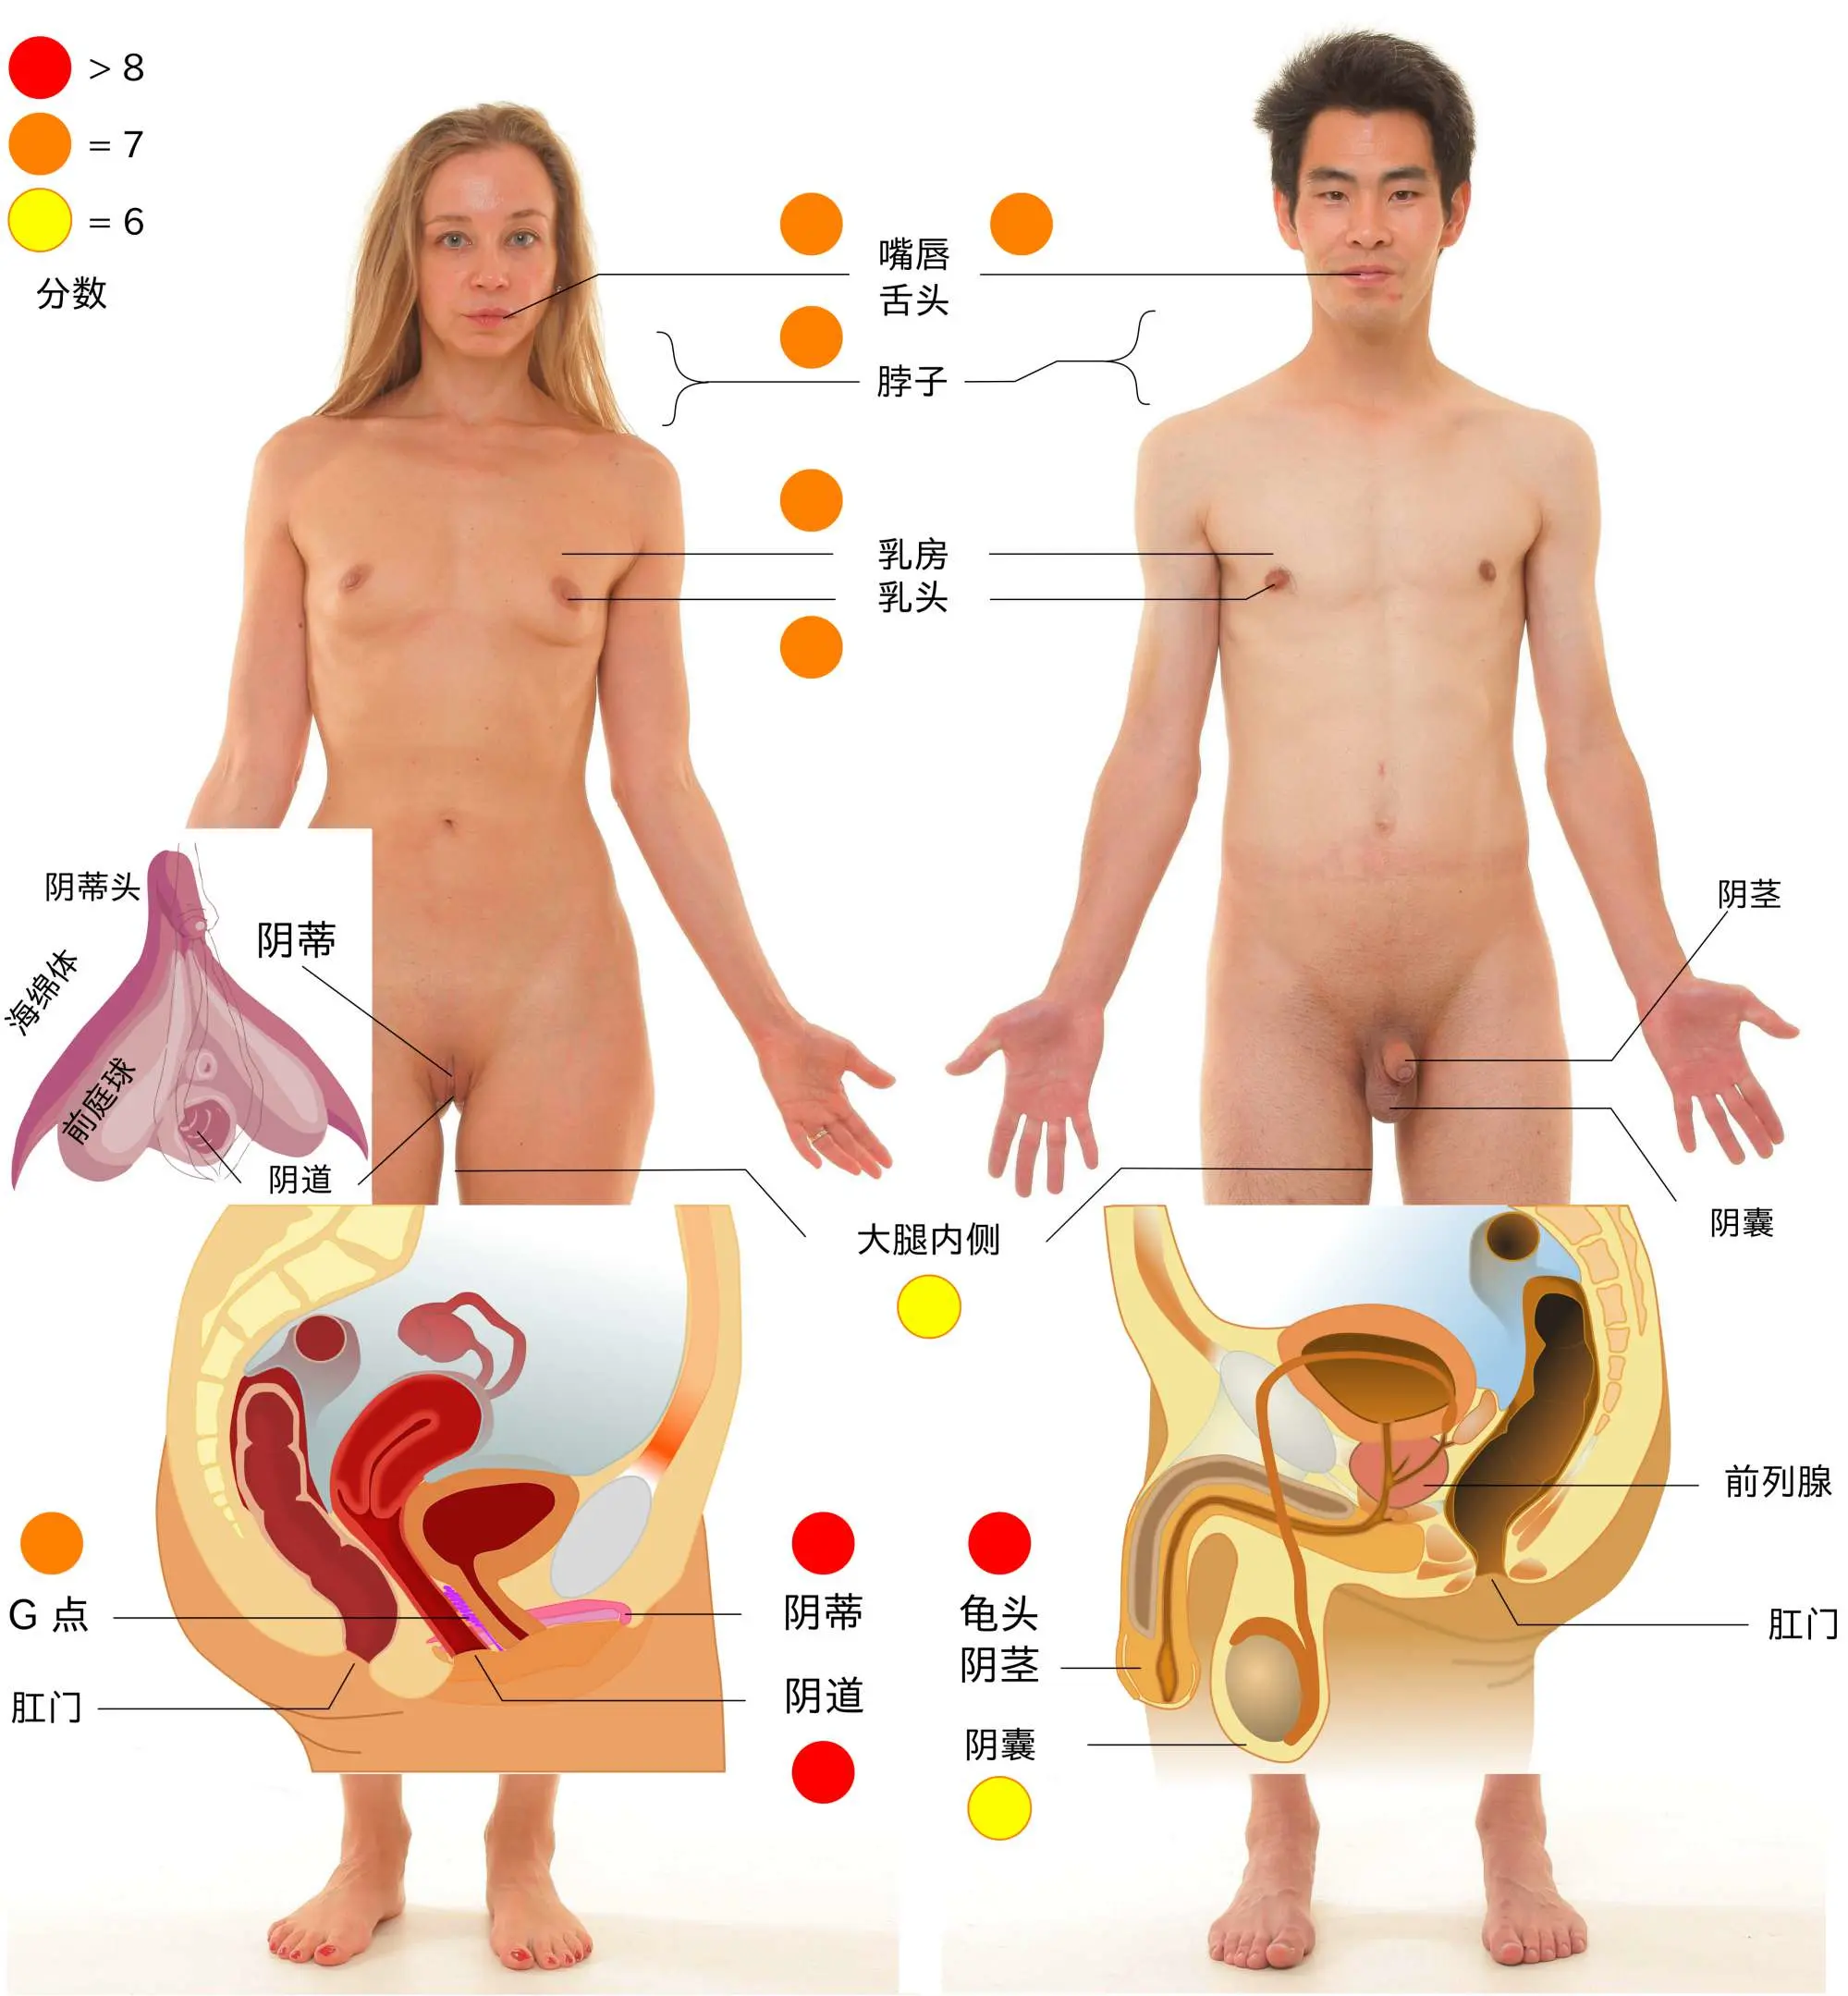 > 8
= 7
= 6
分数
嘴唇
舌头
脖子
乳房
乳头
阴蒂头
阴蒂
海绵体
前庭球
阴道
阴茎
阴囊
大腿内侧
G 点
肛门
阴蒂
阴道
龟头
阴茎
阴囊
前列腺
肛门